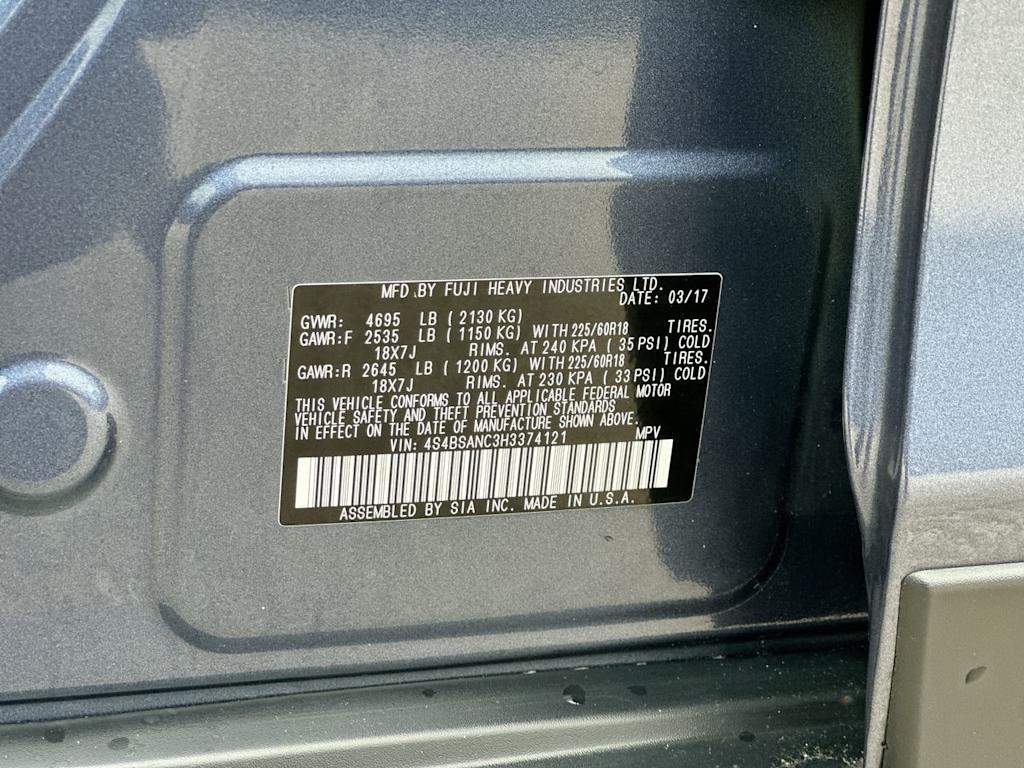 MFD. BY FUJI HEAVY INDUSTRIES LTD.
DATE: 03/17
GVWR: 4695 LB ( 2130 KG)
GAWR:F 2535 LB ( 1150 KG) WITH 225/60R18 TIRES.
18X7J RIMS. AT 240 KPA ( 35 PSI) COLD
GAWR:R 2645 LB ( 1200 KG) WITH 225/60R18 TIRES.
18X7J RIMS. AT 230 KPA ( 33 PSI) COLD
THIS VEHICLE CONFORMS TO ALL APPLICABLE FEDERAL MOTOR
VEHICLE SAFETY AND THEFT PREVENTION STANDARDS
IN EFFECT ON THE DATE OF MANUFACTURE SHOWN ABOVE.
VIN: 4S4BSANC3H3374121 MPV
ASSEMBLED BY SIA INC. MADE IN U.S.A.